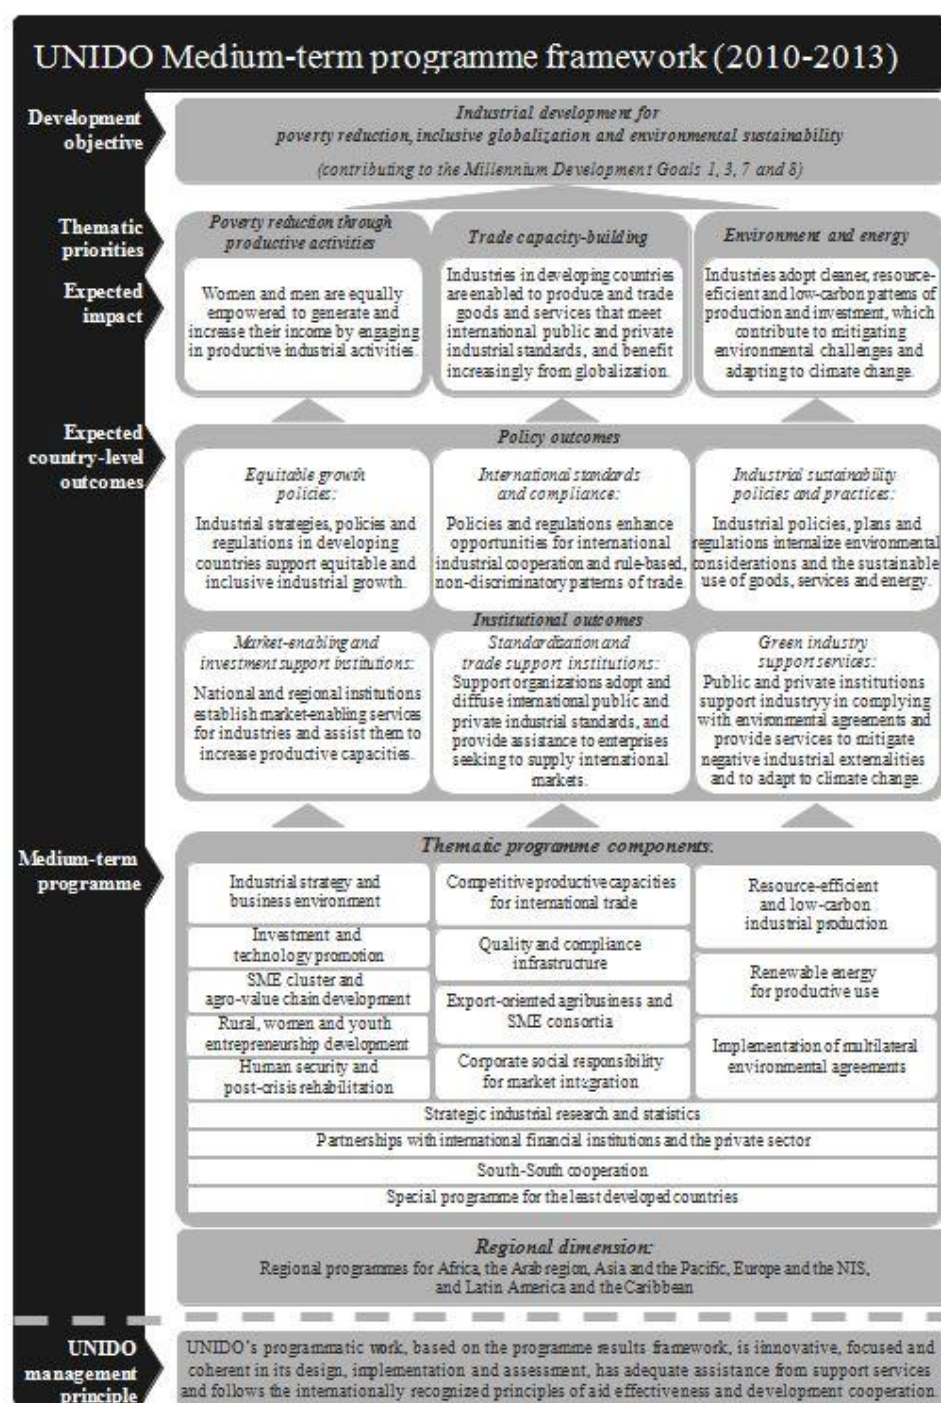 UNIDO Medium-term programme framework (2010-2013)
Development
objective
Industrial development for
poverty reduction, inclusive globalization and environmental sustainability
(contributing to the Millennium Development Goals 1, 3, 7 and 8)
Thematic
priorities
Poverty reduction through
productive activities
Trade capacity-building
Environment and energy
Expected
impact
Women and men are equally
empowered to generate and
increase their income by engaging
in productive industrial activities.
Industries in developing countries
are enabled to produce and trade
goods and services that meet
international public and private
industrial standards, and benefit
increasingly from globalization.
Industries adopt cleaner, resource-
eficient and low-carbon patterns of
production and investment, which
contribute to mitigating
environmental challenges and
adapting to climate change.
Expected
country-level
outcomes
Policy outcomes
Equitable growth
policies:
Industrial strategies, policies and
regulations in developing
countries support equitable and
inclusive industrial growth.
International standards
and compliance:
Policies and regulations enhance
opportunities for international
industrial cooperation and rule-based,
non-discriminatory patterns of trade.
Industrial sustainability
policies and practices:
Industrial policies, plans and
regulations internalize environmental
considerations and the sustainable
use of goods, services and energy.
Institutional outcomes
Market-enabling and
investment support institutions:
National and regional institutions
establish market-enabling services
for industries and assist them to
increase productive capacities.
Standardization and
trade support institutions:
Support organizations adopt and
diffuse international public and
private industrial standards, and
provide assistance to enterprises
seeking to supply international
markets.
Green industry
support services:
Public and private institutions
support industryy in complying
with environmental agreements and
provide services to mitigate
negative industrial externalities
and to adapt to climate change.
Medium-term
programme
Thematic programme components:
Industrial strategy and
business environment
Investment and
technology promotion
SME cluster and
agro-value chain development
Rural, women and youth
entrepreneurship development
Human security and
post-crisis rehabilitation
Competitive productive capacities
for international trade
Quality and compliance
infrastructure
Export-oriented agribusiness and
SME consortia
Corporate social responsibility
for market integration
Resource-efficient
and low-carbon
industrial production
Renewable energy
for productive use
Implementation of multilateral
environmental agreements
Strategic industrial research and statistics
Partnerships with international financial institutions and the private sector
South-South cooperation
Special programme for the least developed countries
Regional dimension:
Regional programmes for Africa, the Arab region, Asia and the Pacific, Europe and the NIS,
and Latin America and the Caribbean
UNIDO
management
principle
UNIDO's programmatic work, based on the programme results framework, is iinnovative, focused and
coherent in its design, implementation and assessment, has adequate assistance from support services
and follows the internationally recognized principles of aid effectiveness and development cooperation.